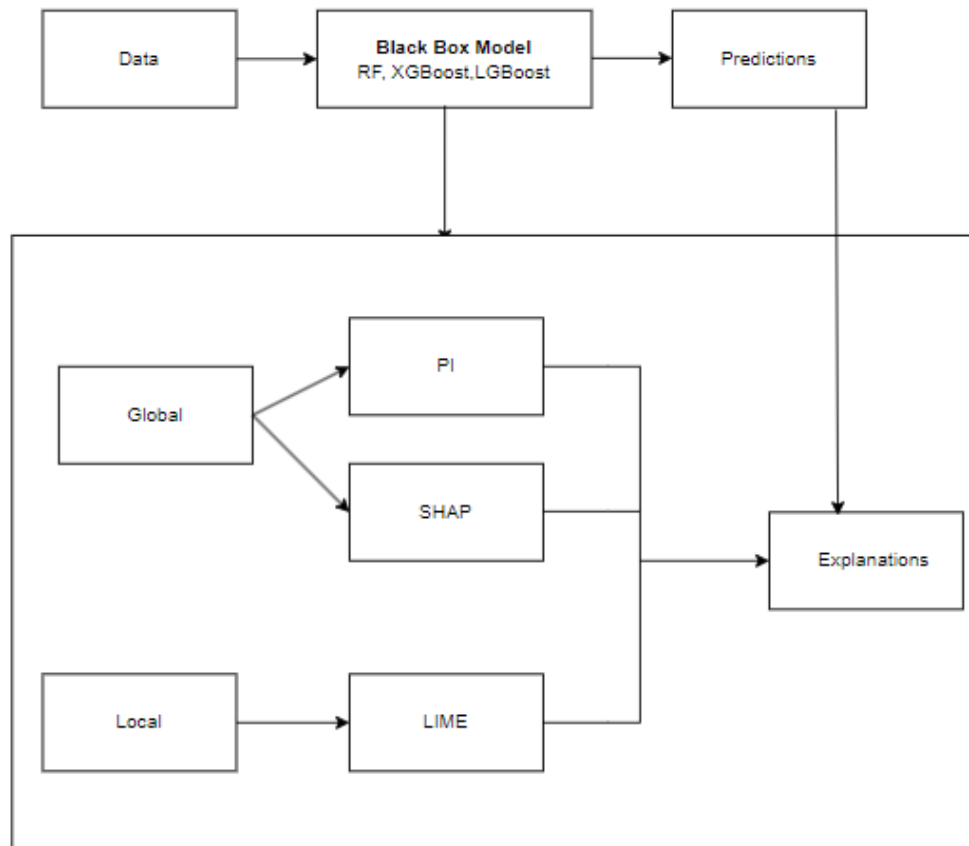 Data
Black Box Model
RF, XGBoost,LGBoost
Predictions
PI
Global
SHAP
Explanations
Local
LIME